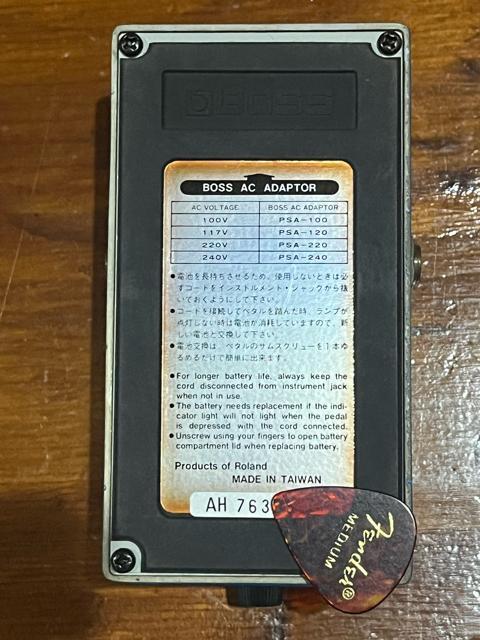 BOSS
BOSS AC ADAPTOR
AC VOLTAGE BOSS AC ADAPTOR
100V PSA-100
117V PSA-120
220V PSA-220
240V PSA-240
●電池を長持ちさせるため、使用しないときは必
ずコードをインストルメント・ジャックから抜
いておくようにして下さい。
●コードを接続してペダルを踏んだ時、ランプが
点灯しない時は電池が消耗していますので、新
しい電池と交換して下さい。
●電池交換は、ペダルのサムスクリューを1本ゆ
るめるだけで簡単に出来ます。
●For longer battery life, always keep the
cord disconnected from instrument jack
when not in use.
●The battery needs replacement if the indi-
cator light will not light when the pedal
is depressed with the cord connected.
●Unscrew using your fingers to open battery
compartment lid when replacing battery.
Products of Roland
MADE IN TAIWAN
AH 763
Fender®
MEDIUM